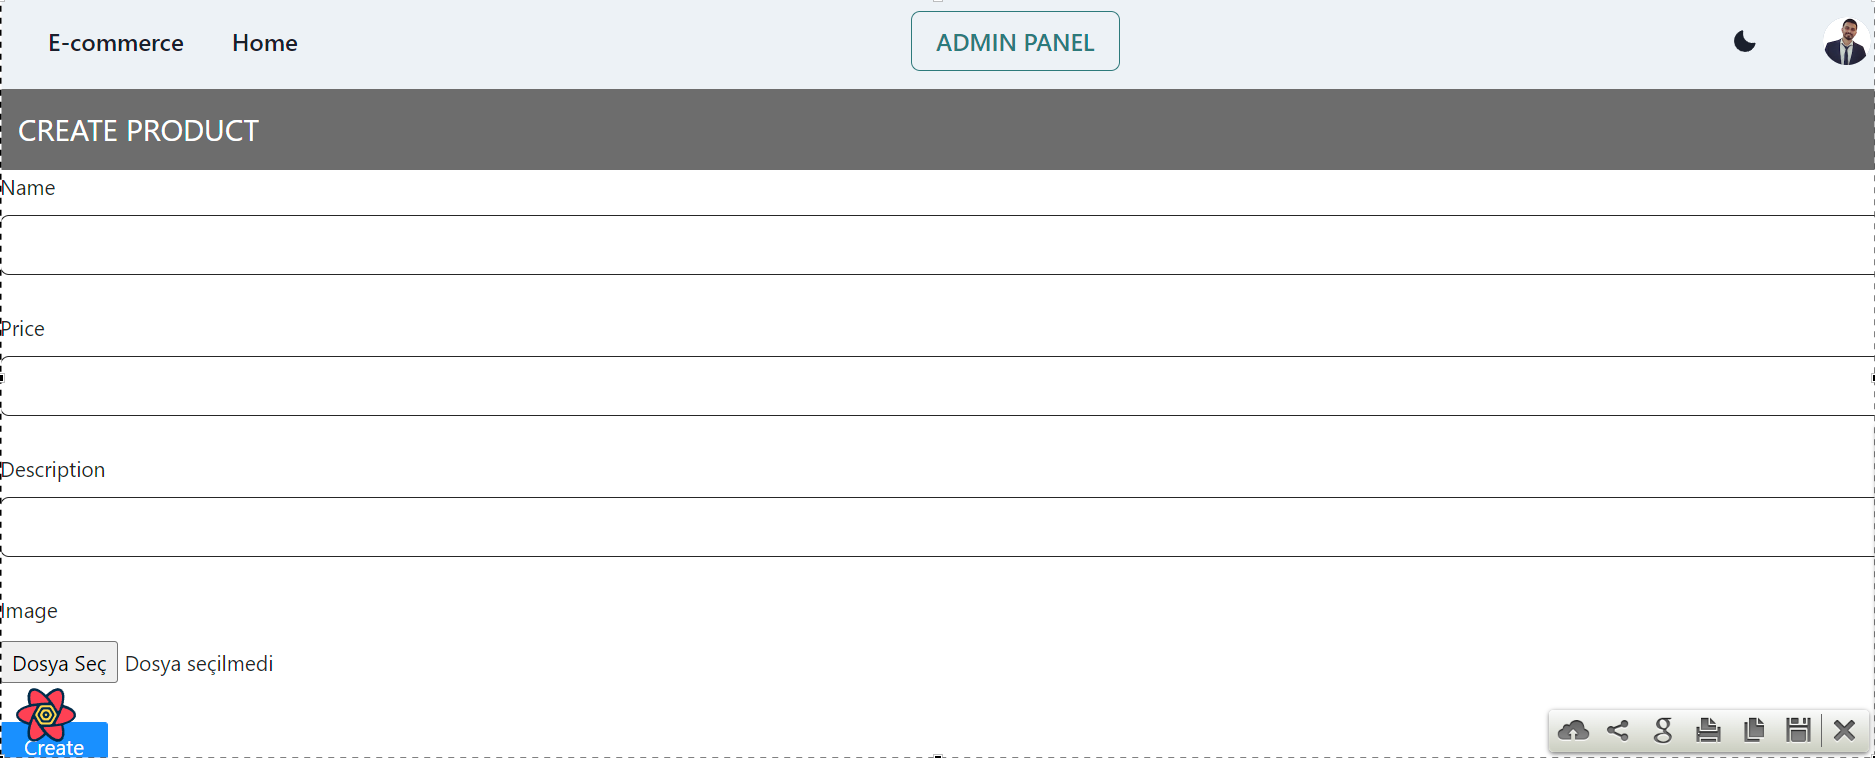 E-commerce Home ADMIN PANEL
CREATE PRODUCT
Name
Price
Description
Image
Dosya Seç Dosya seçilmedi
Create